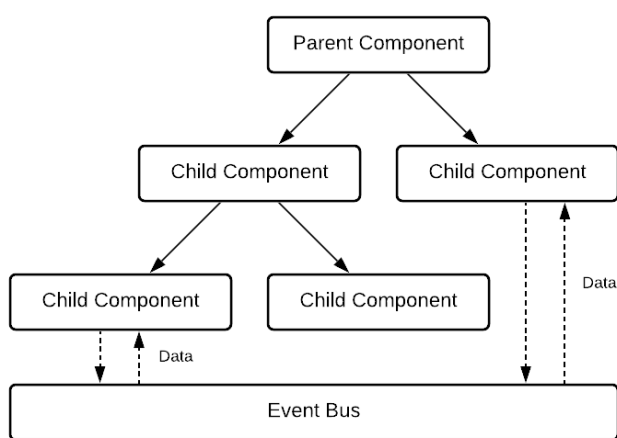 Parent Component
Child Component
Child Component
Child Component
Child Component
Data
Data
Event Bus